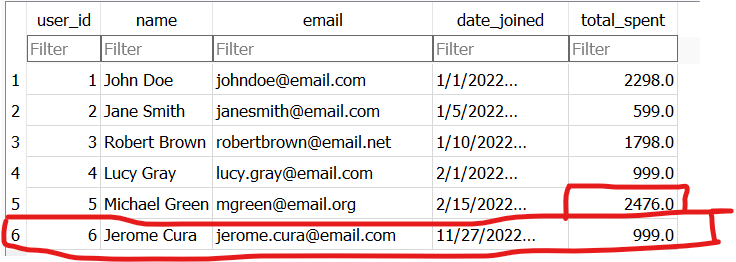 user_id name email date_joined total_spent
Filter Filter Filter Filter Filter
1 1 John Doe johndoe@email.com 1/1/2022... 2298.0
2 2 Jane Smith janesmith@email.com 1/5/2022... 599.0
3 3 Robert Brown robertbrown@email.net 1/10/2022... 1798.0
4 4 Lucy Gray lucy.gray@email.com 2/1/2022... 999.0
5 5 Michael Green mgreen@email.org 2/15/2022... 2476.0
6 6 Jerome Cura jerome.cura@email.com 11/27/2022... 999.0